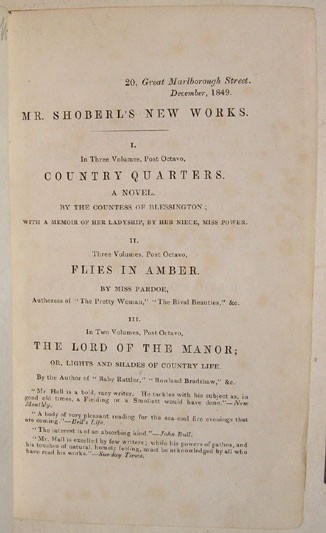 20, Great Marlborough Street.
December, 1849.
MR. SHOBERL'S NEW WORKS.
I.
In Three Volumes, Post Octavo,
COUNTRY QUARTERS.
A NOVEL.
BY THE COUNTESS OF BLESSINGTON;
WITH A MEMOIR OF HER LADYSHIP, BY HER NIECE, MISS POWER.
II.
Three Volumes, Post Octavo,
FLIES IN AMBER.
BY MISS PARDOE,
Authoress of "The Pretty Woman," "The Rival Beauties," &c.
III.
In Two Volumes, Post Octavo,
THE LORD OF THE MANOR;
OR, LIGHTS AND SHADES OF COUNTRY LIFE.
By the Author of "Baby Rattler," "Rowland Bradshaw," &c.
"Mr. Hall is a bold, racy writer. He tackles with his subject as, in
good old times, a Fielding or a Smollett would have done."—New
Monthly.
"A body of very pleasant reading for the sea-coal fire evenings that
are coming."—Bell's Life.
"The interest is of an absorbing kind."—John Bull.
"Mr. Hall is excelled by few writers; while his powers of pathos, and
his touches of natural, homely feeling, must be acknowledged by all who
have read his works."—Sunday Times.